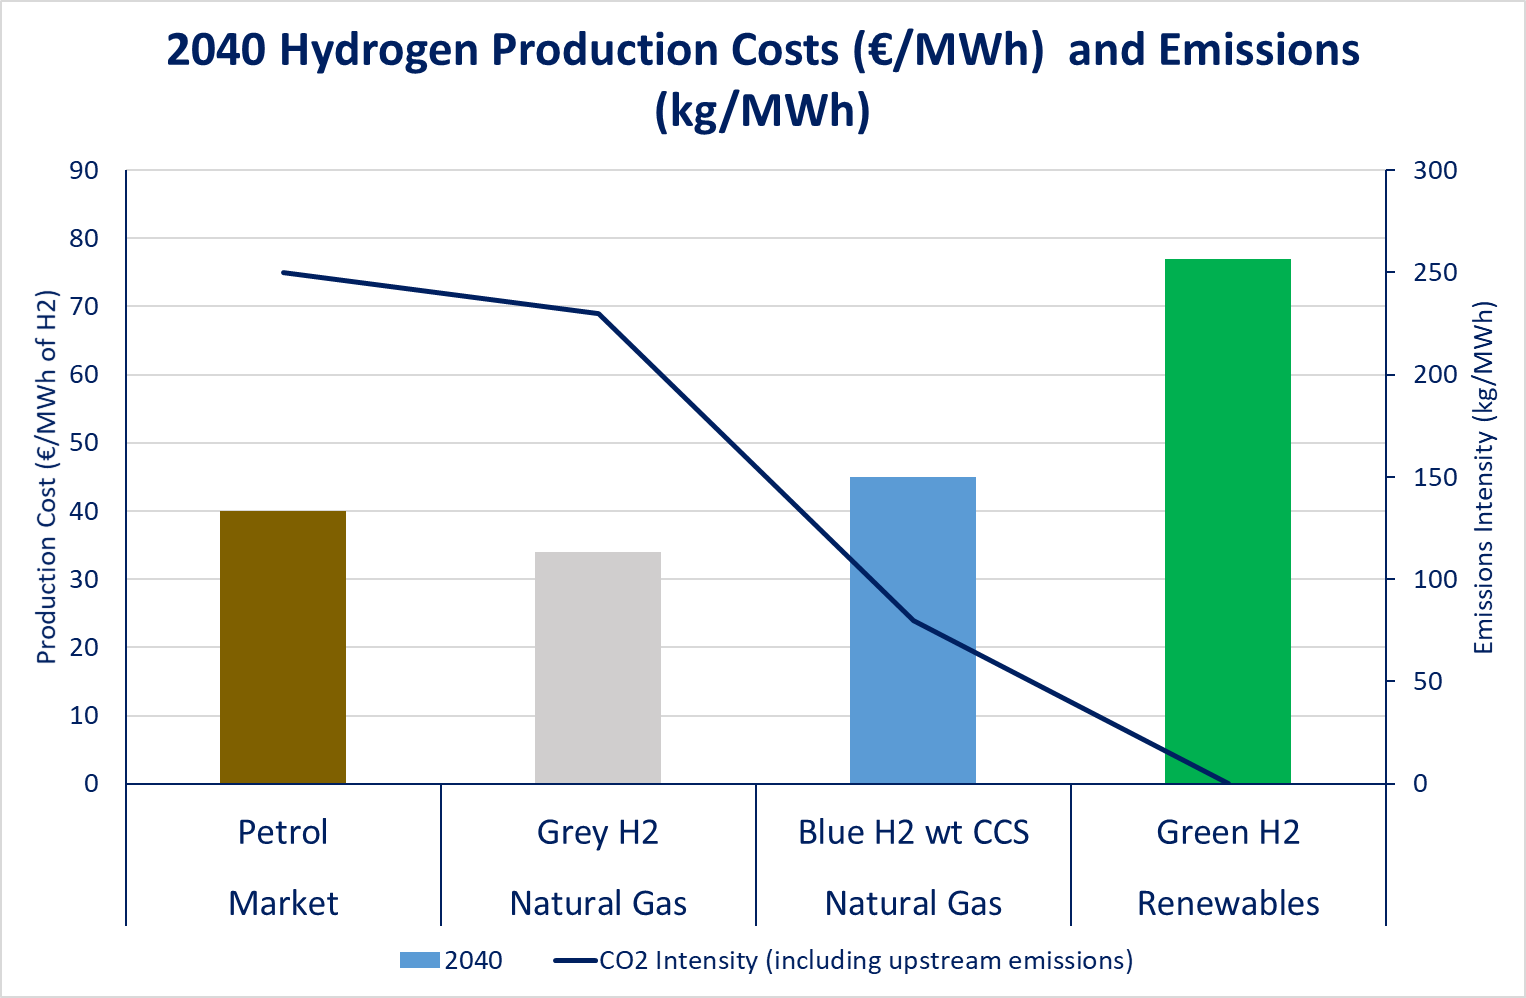 2040 Hydrogen Production Costs (€/MWh)  and Emissions
(kg/MWh)
Production Cost (€/MWh of H2)
90
80
70
60
50
40
30
20
10
0
300
250
200
150
100
50
0
Emissions Intensity (kg/MWh)
Petrol
Grey H2
Blue H2 wt CCS
Green H2
Market
Natural Gas
Natural Gas
Renewables
2040
CO2 Intensity (including upstream emissions)